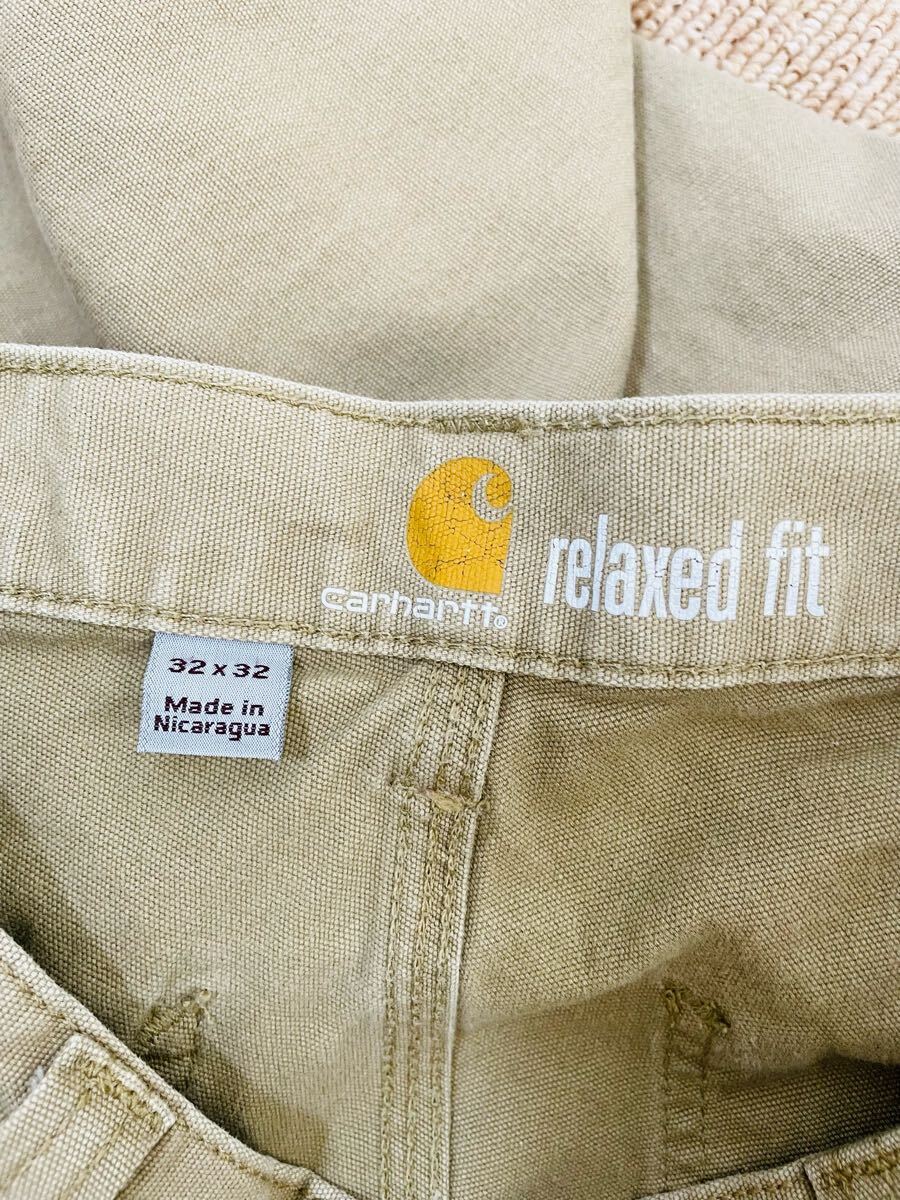 carhartt®
relaxed fit
32 x 32
Made in
Nicaragua